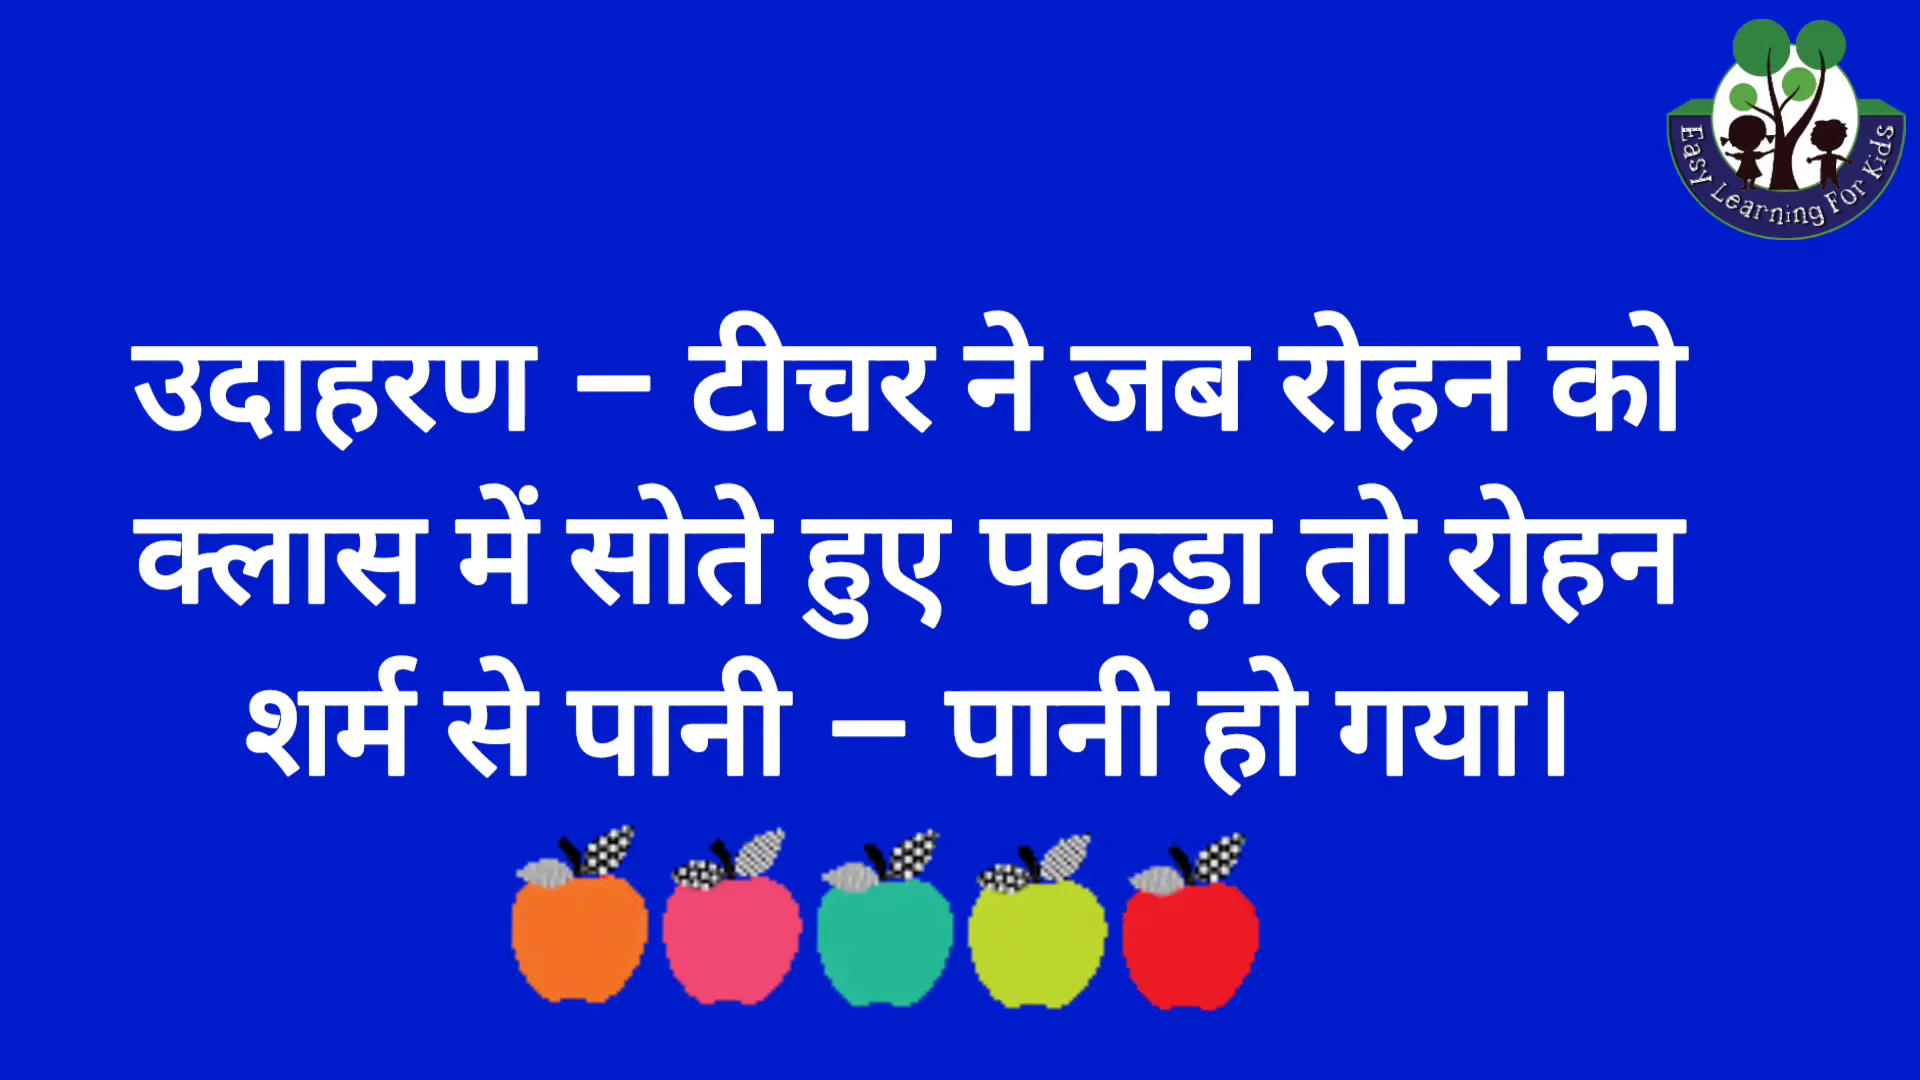 Easy Learning For Kids
उदाहरण – टीचर ने जब रोहन को
क्लास में सोते हुए पकड़ा तो रोहन
शर्म से पानी – पानी हो गया।